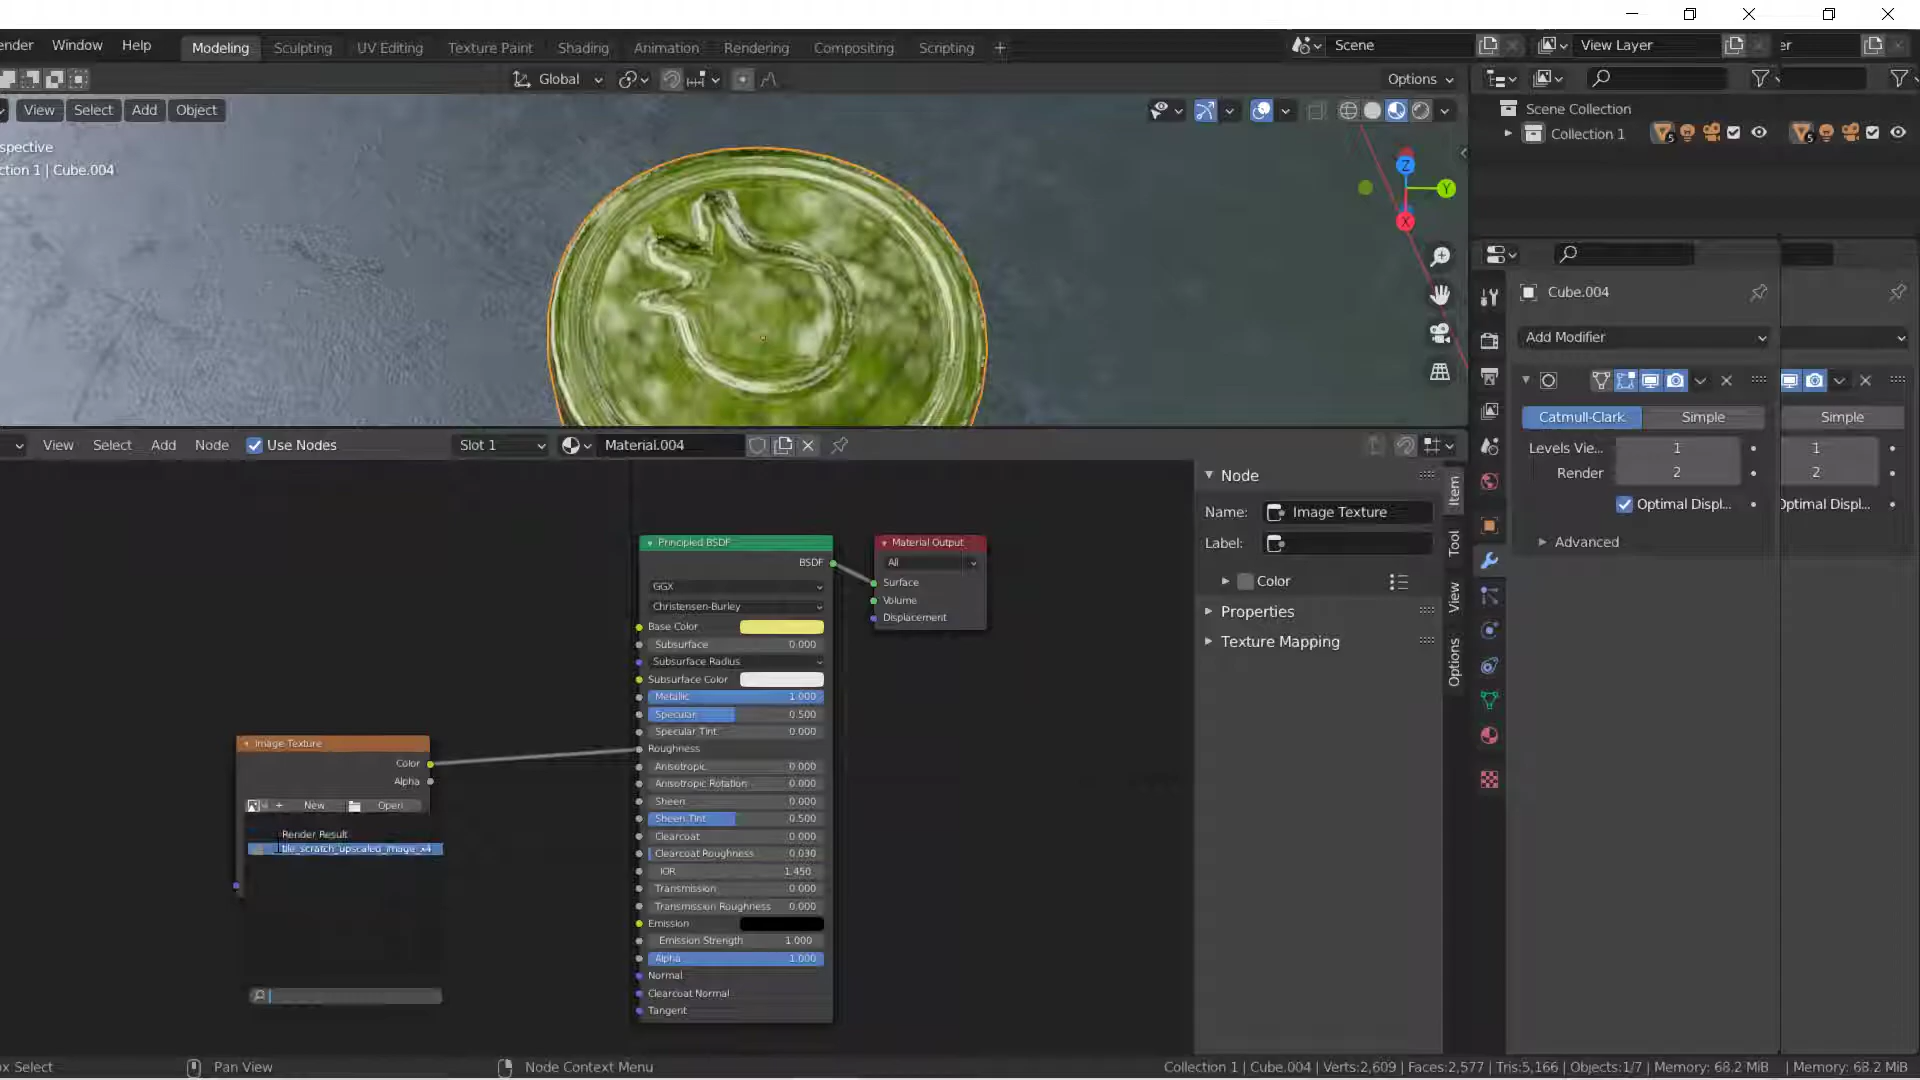 ender Window Help Modeling Sculpting UV Editing Texture Paint Shading Animation Rendering Compositing Scripting + Scene View Layer er
Global Options
View Select Add Object
spective
ction 1 | Cube.004
Z
Y
X
Scene Collection
Collection 1 5 5
Cube.004
Add Modifier
Catmull-Clark Simple Simple
Levels Vie... 1 1
Render 2 2
Optimal Displ... Optimal Displ...
Advanced
View Select Add Node Use Nodes Slot 1 Material.004
Node
Name: Image Texture
Label:
Color
Properties
Texture Mapping
Item
Tool
View
Options
Principled BSDF
BSDF
GGX
Christensen-Burley
Base Color
Subsurface 0.000
Subsurface Radius
Subsurface Color
Metallic 1.000
Specular 0.500
Specular Tint 0.000
Roughness
Anisotropic 0.000
Anisotropic Rotation 0.000
Sheen 0.000
Sheen Tint 0.500
Clearcoat 0.000
Clearcoat Roughness 0.030
IOR 1.450
Transmission 0.000
Transmission Roughness 0.000
Emission
Emission Strength 1.000
Alpha 1.000
Normal
Clearcoat Normal
Tangent
Material Output
All
Surface
Volume
Displacement
Image Texture
Color
Alpha
+ New Open
Render Result
tile_scratch_upscaled_image_x4
ox Select Pan View Node Context Menu Collection 1 | Cube.004 | Verts:2,609 | Faces:2,577 | Tris:5,166 | Objects:1/7 | Memory: 68.2 MiB | Memory: 68.2 MiB